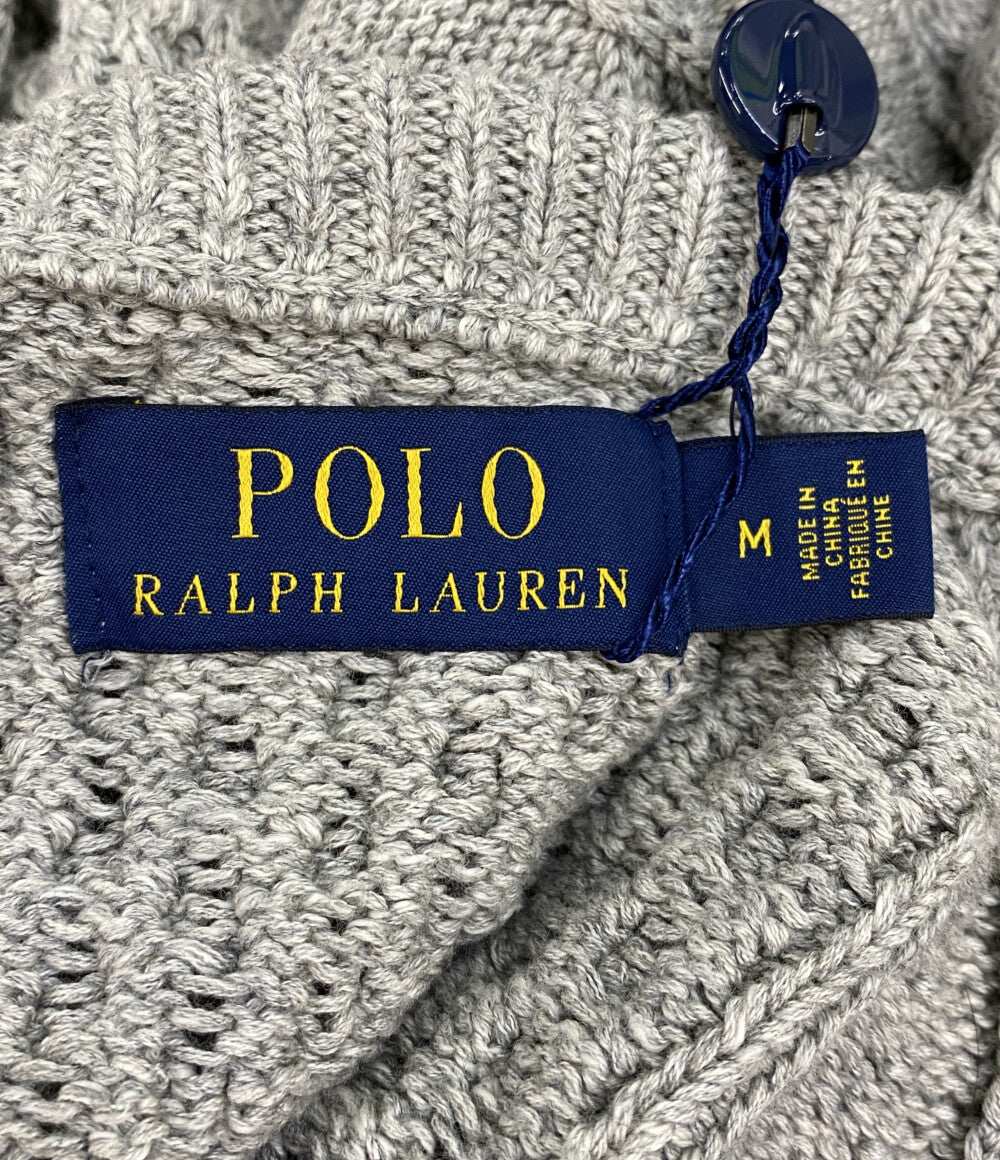 POLO
RALPH LAUREN
M
MADE IN
CHINA
FABRIQUÉ EN
CHINE